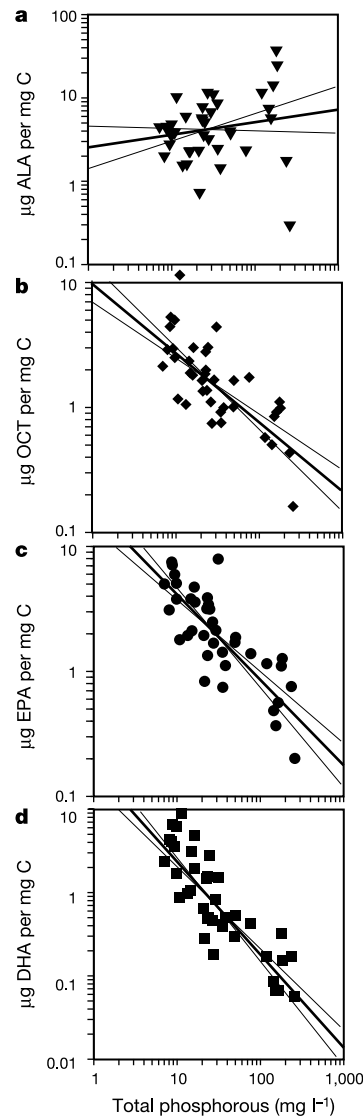 a
100
10
1
0.1
µg ALA per mg C
b
10
1
0.1
µg OCT per mg C
c
10
1
0.1
µg EPA per mg C
d
10
1
0.1
0.01
µg DHA per mg C
1 10 100 1,000
Total phosphorous (mg l⁻¹)